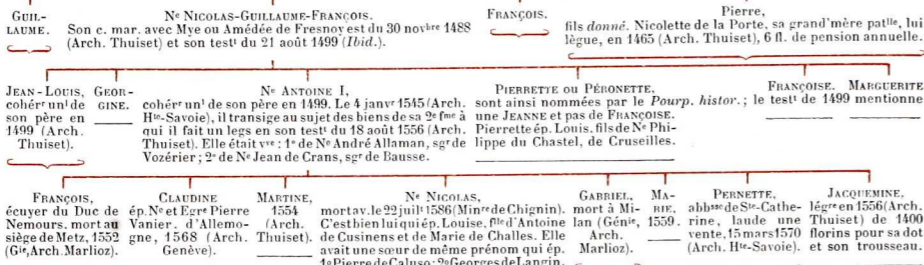 GUIL-
LAUME.
Nᵉ NICOLAS-GUILLAUME-FRANÇOIS.
Son c. mar. avec Mye ou Amédée de Fresnoy est du 30 novᵇʳᵉ 1488
(Arch. Thuiset) et son testᵗ du 21 août 1499 (Ibid.).
FRANÇOIS.
Pierre,
fils donné. Nicolette de la Porte, sa grand'mère patˡˡᵉ, lui
lègue, en 1465 (Arch. Thuiset), 6 fl. de pension annuelle.
JEAN-LOUIS,
cohérᵗ unˡ de
son père en
1499 (Arch.
Thuiset).
GEOR-
GINE.
Nᵉ ANTOINE I,
cohérᵗ unˡ de son père en 1499. Le 4 janvʳ 1545 (Arch.
Hᵗᵉ-Savoie), il transige au sujet des biens de sa 2ᵉ fᵐᵉ à
qui il fait un legs en son testᵗ du 18 août 1556 (Arch.
Thuiset). Elle était vᵛᵉ : 1° de Nᵉ André Allaman, sgʳ de
Vozérier ; 2° de Nᵉ Jean de Crans, sgʳ de Bausse.
PIERRETTE OU PÉRONETTE,
FRANÇOISE.
MARGUERITE
sont ainsi nommées par le Pourp. histor. ; le testᵗ de 1499 mentionne
une JEANNE et pas de FRANÇOISE.
Pierrette ép. Louis, fils de Nᵉ Phi-
lippe du Chastel, de Cruseilles.
FRANÇOIS,
écuyer du Duc de
Nemours, mort au
siège de Metz, 1552
(Gⁱᵉ, Arch. Marlioz).
CLAUDINE
ép. Nᵉ et Egʳᵉ Pierre
Vanier, d'Allemo-
gne, 1568 (Arch.
Genève).
MARTINE,
1554
(Arch.
Thuiset).
Nᵉ NICOLAS,
mort av. le 22 juilᵗ 1586 (Minʳᵉ de Chignin).
C'est bien lui qui ép. Louise, flˡᵉ d'Antoine
de Cusinens et de Marie de Challes. Elle
avait une sœur de même prénom qui ép.
1° Pierre de Caluso ; 2° Georges de Langin.
GABRIEL,
mort à Mi-
lan (Génⁱᵉ,
Arch.
Marlioz).
MA-
RIE,
1559.
PERNETTE,
abbˢˢᵉ de Sᵗᵉ-Cathe-
rine, laude une
vente, 15 mars 1570
(Arch. Hᵗᵉ-Savoie).
JACQUEMINE,
légʳᵉ en 1556 (Arch.
Thuiset) de 1400
florins pour sa dot
et son trousseau.